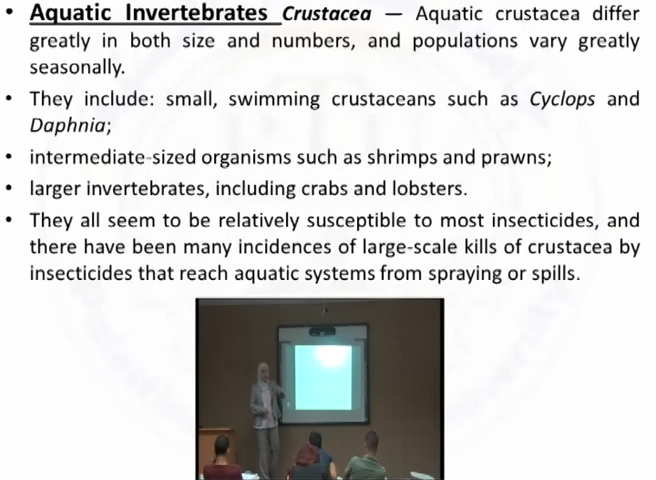 • Aquatic Invertebrates Crustacea — Aquatic crustacea differ
greatly in both size and numbers, and populations vary greatly
seasonally.
• They include: small, swimming crustaceans such as Cyclops and
Daphnia;
• intermediate-sized organisms such as shrimps and prawns;
• larger invertebrates, including crabs and lobsters.
• They all seem to be relatively susceptible to most insecticides, and
there have been many incidences of large-scale kills of crustacea by
insecticides that reach aquatic systems from spraying or spills.